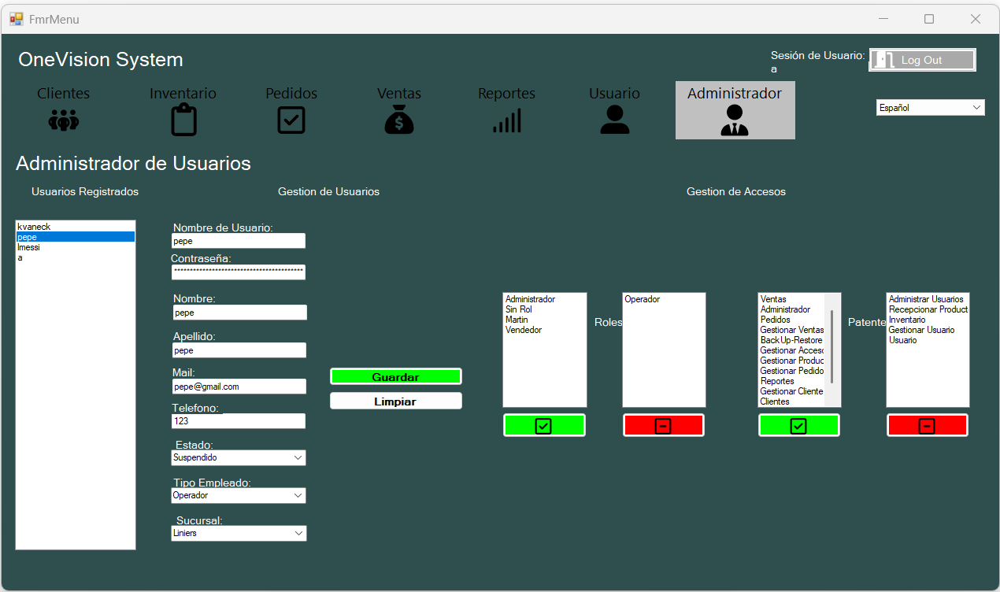 FmrMenu
OneVision System
Sesión de Usuario:
a
Log Out
Clientes
Inventario
Pedidos
Ventas
Reportes
Usuario
Administrador
Español
Administrador de Usuarios
Usuarios Registrados
Gestion de Usuarios
Gestion de Accesos
kvaneck
pepe
lmessi
a
Nombre de Usuario:
pepe
Contraseña:
*****************************************
Nombre:
pepe
Apellido:
pepe
Mail:
pepe@gmail.com
Telefono:
123
Estado:
Suspendido
Tipo Empleado:
Operador
Sucursal:
Liniers
Guardar
Limpiar
Administrador
Sin Rol
Martin
Vendedor
Roles
Operador
Ventas
Administrador
Pedidos
Gestionar Ventas
BackUp-Restore
Gestionar Acceso
Gestionar Produc
Gestionar Pedido
Reportes
Gestionar Cliente
Clientes
Patente
Administrar Usuarios
Recepcionar Product
Inventario
Gestionar Usuario
Usuario